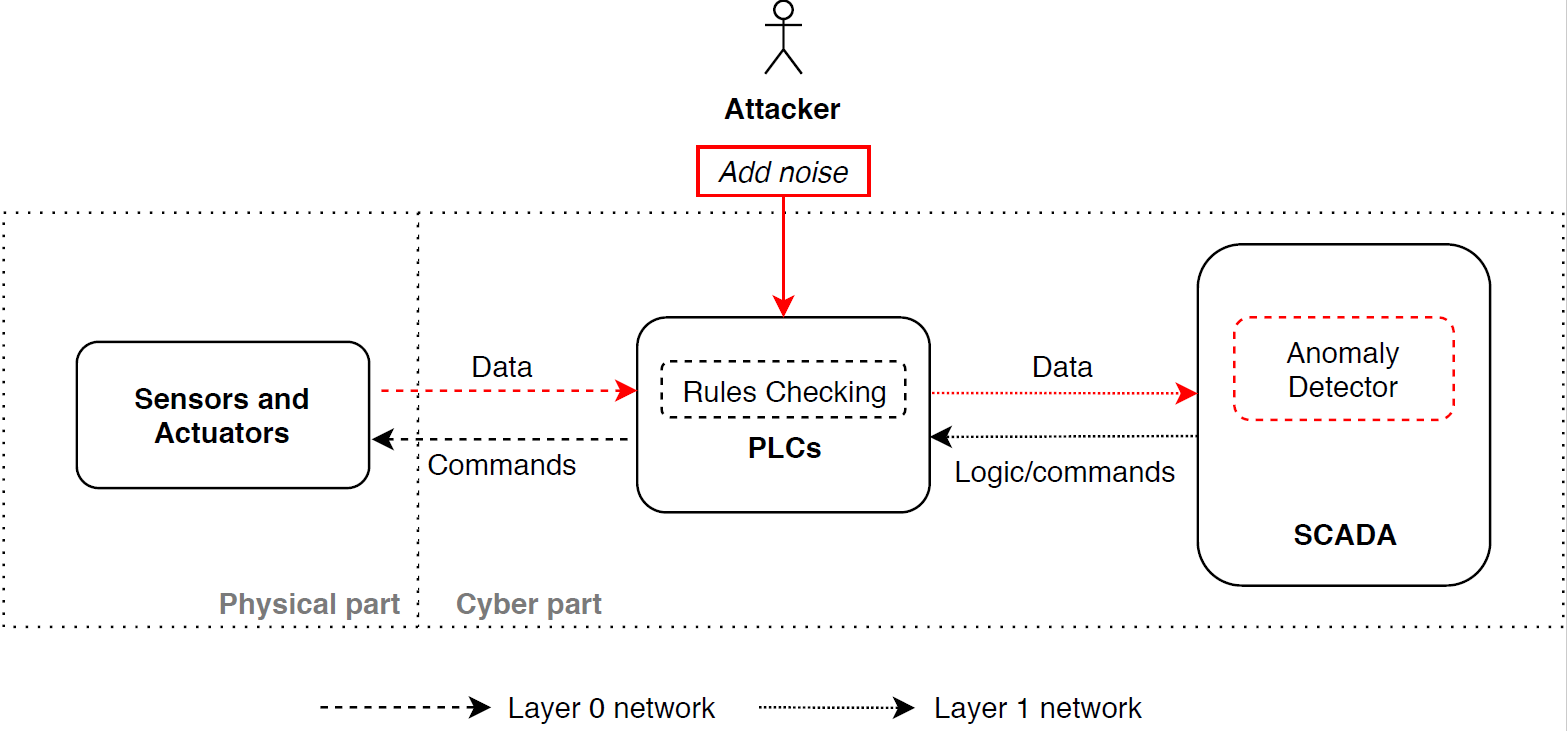 Attacker
Add noise
Data
Sensors and
Actuators
Commands
Rules Checking
PLCs
Data
Logic/commands
Anomaly
Detector
SCADA
Physical part
Cyber part
Layer 0 network
Layer 1 network